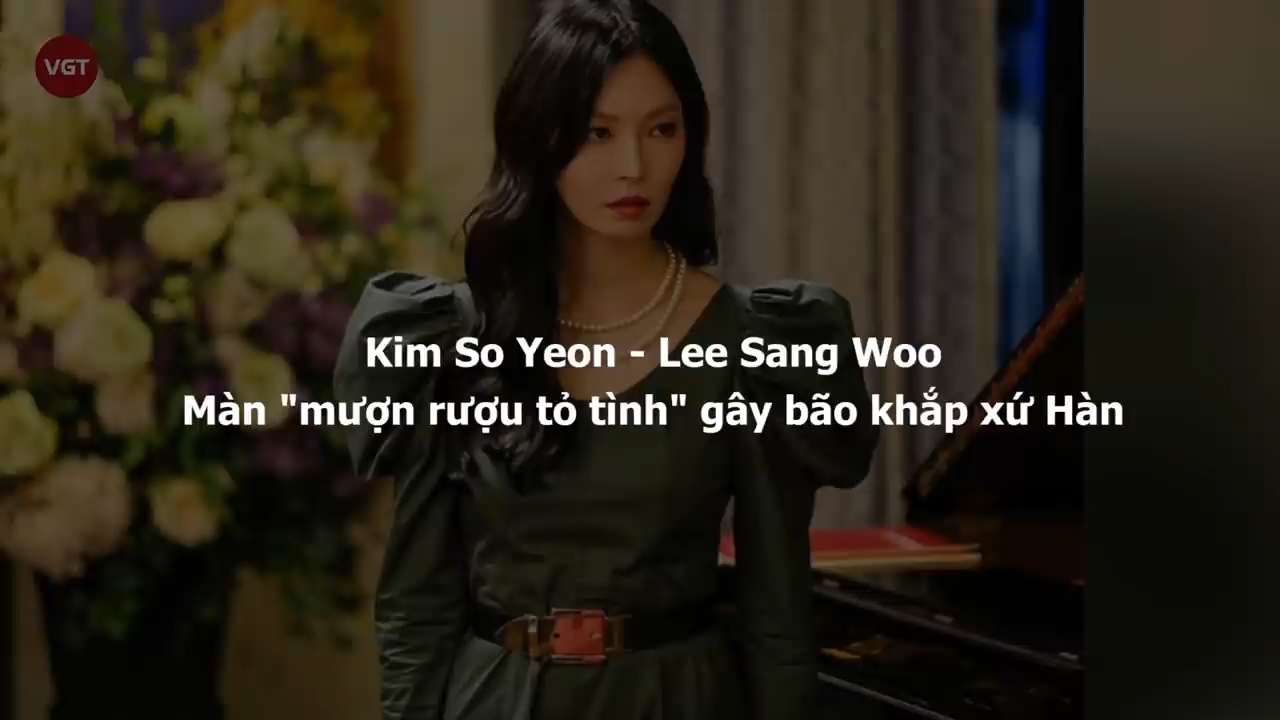 VGT
Kim So Yeon - Lee Sang Woo
Màn "mượn rượu tỏ tình" gây bão khắp xứ Hàn